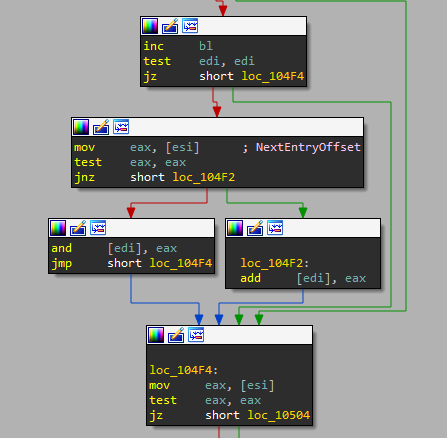 inc bl
test edi, edi
jz short loc_104F4
mov eax, [esi] ; NextEntryOffset
test eax, eax
jnz short loc_104F2
and [edi], eax
jmp short loc_104F4
loc_104F2:
add [edi], eax
loc_104F4:
mov eax, [esi]
test eax, eax
jz short loc_10504